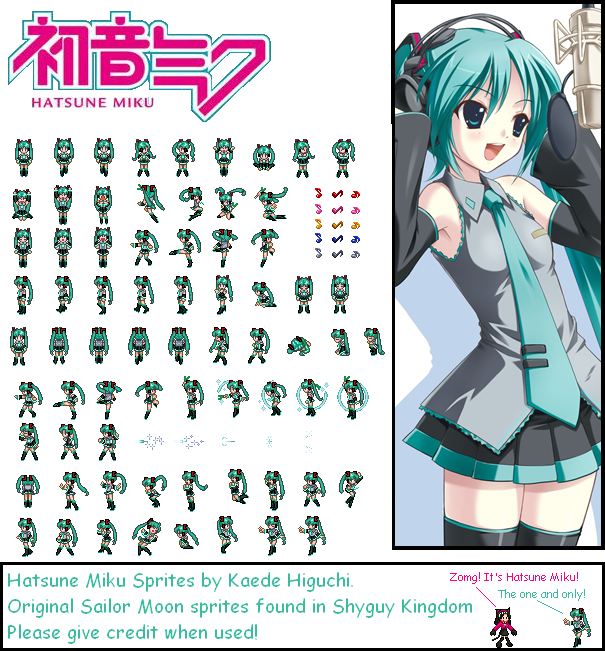 初音ミク
HATSUNE MIKU
Hatsune Miku Sprites by Kaede Higuchi.
Original Sailor Moon sprites found in Shyguy Kingdom
Please give credit when used!
Zomg! It's Hatsune Miku!
The one and only!